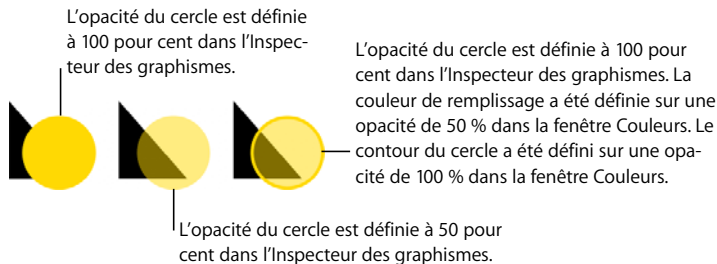 L'opacité du cercle est définie
à 100 pour cent dans l'Inspec-
teur des graphismes.
L'opacité du cercle est définie à 100 pour
cent dans l'Inspecteur des graphismes. La
couleur de remplissage a été définie sur une
opacité de 50 % dans la fenêtre Couleurs. Le
contour du cercle a été défini sur une opa-
cité de 100 % dans la fenêtre Couleurs.
L'opacité du cercle est définie à 50 pour
cent dans l'Inspecteur des graphismes.